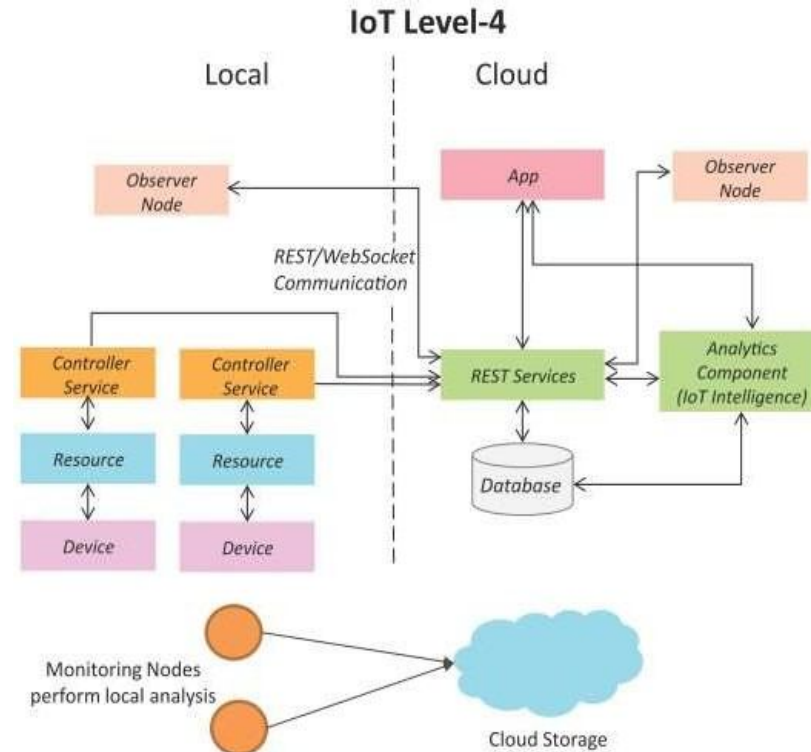 IoT Level-4
Local
Cloud
Observer
Node
App
Observer
Node
REST/WebSocket
Communication
Controller
Service
Controller
Service
REST Services
Analytics
Component
(IoT Intelligence)
Resource
Resource
Database
Device
Device
Monitoring Nodes
perform local analysis
Cloud Storage